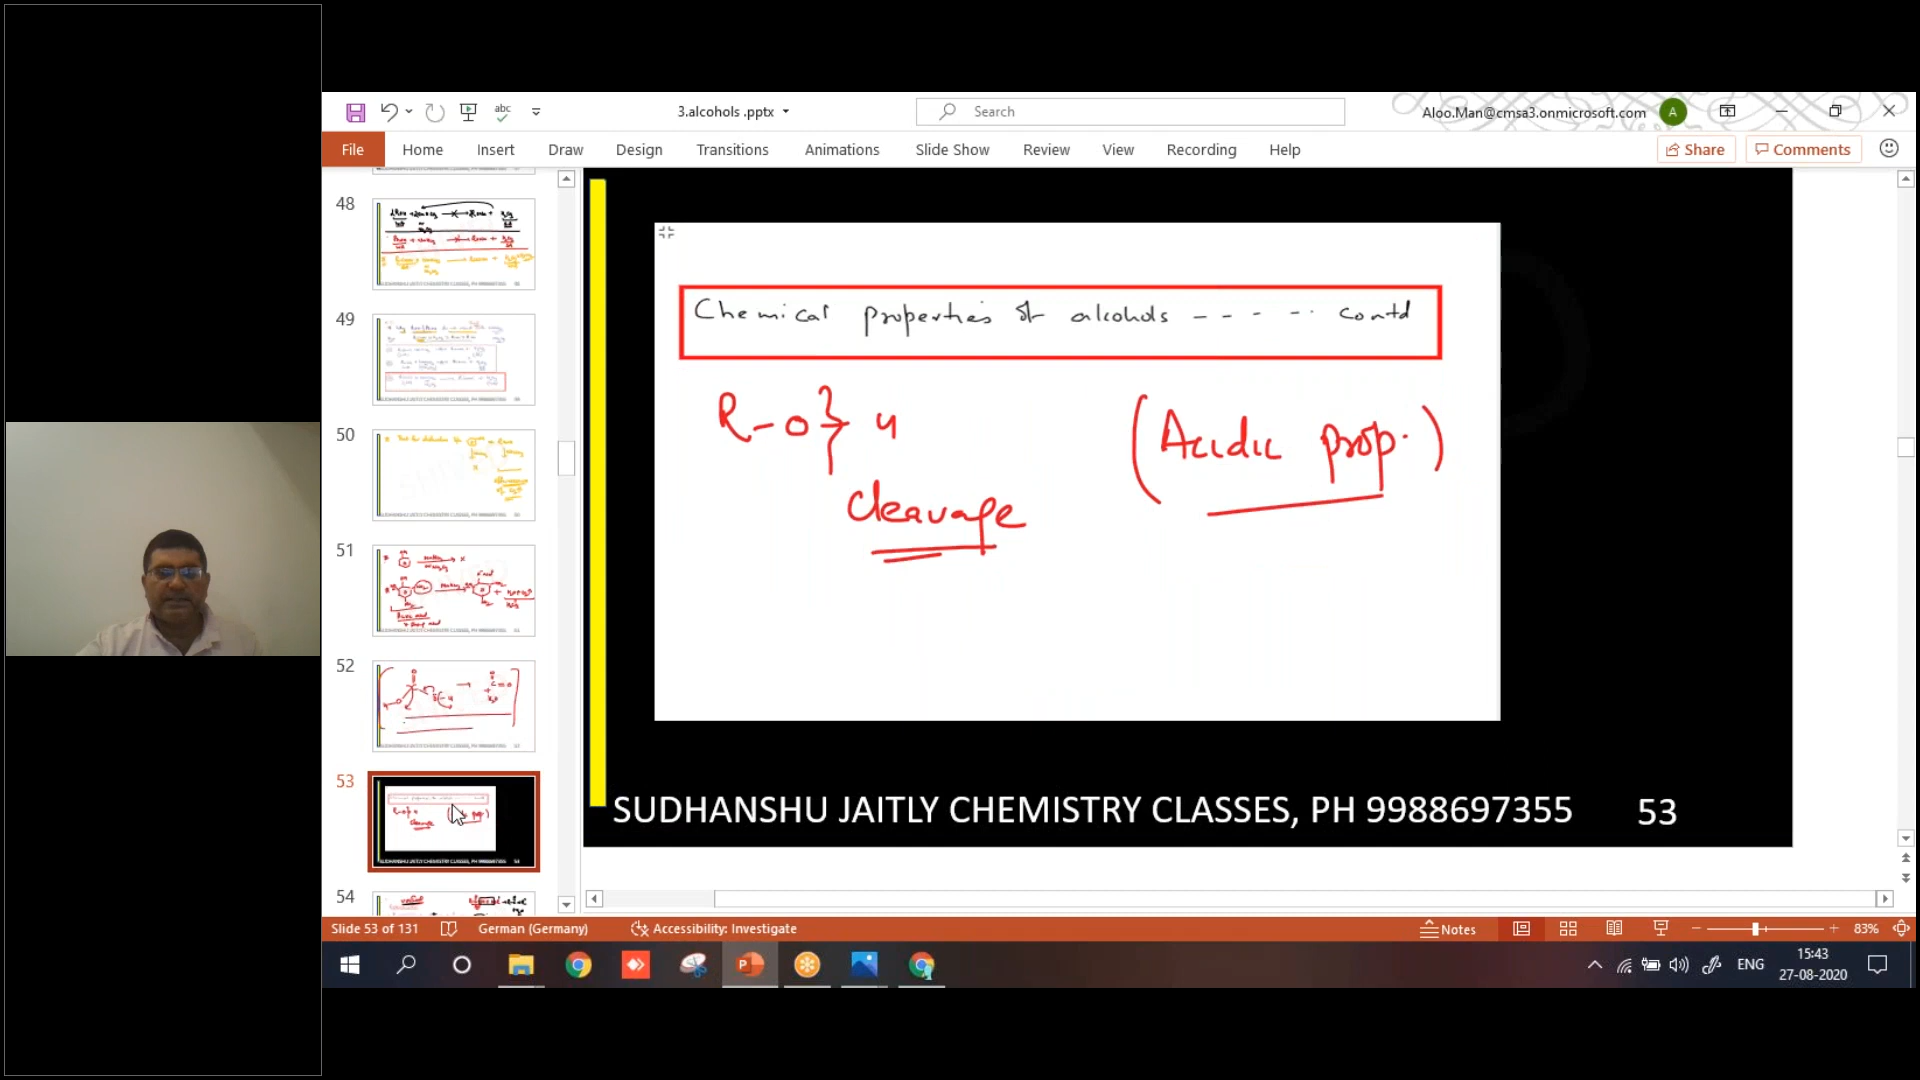 abc
3.alcohols .pptx
Search
Aloo.Man@cmsa3.onmicrosoft.com
A
File Home Insert Draw Design Transitions Animations Slide Show Review View Recording Help
Share
Comments
48
49
50
51
52
53
54
Chemical properties of alcohols ----- contd
R-O} H
(Acidic prop.)
Cleavage
SUDHANSHU JAITLY CHEMISTRY CLASSES, PH 9988697355 53
Slide 53 of 131
German (Germany)
Accessibility: Investigate
Notes
83%
ENG
15:43
27-08-2020